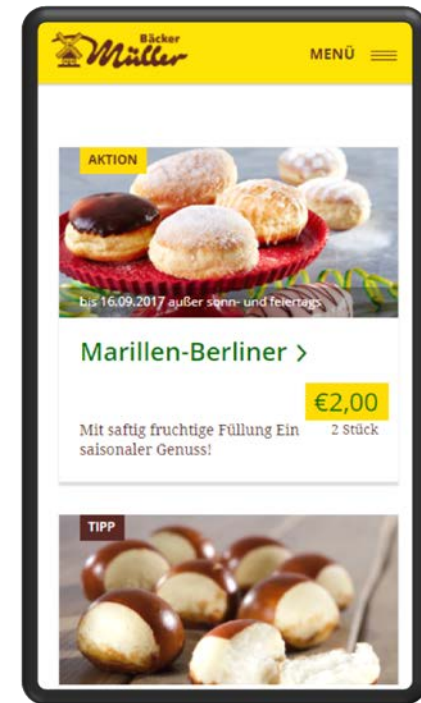 Bäcker
Müller
MENÜ
AKTION
bis 16.09.2017 außer sonn- und feiertags
Marillen-Berliner >
€2,00
Mit saftig fruchtige Füllung Ein
2 Stück
saisonaler Genuss!
TIPP